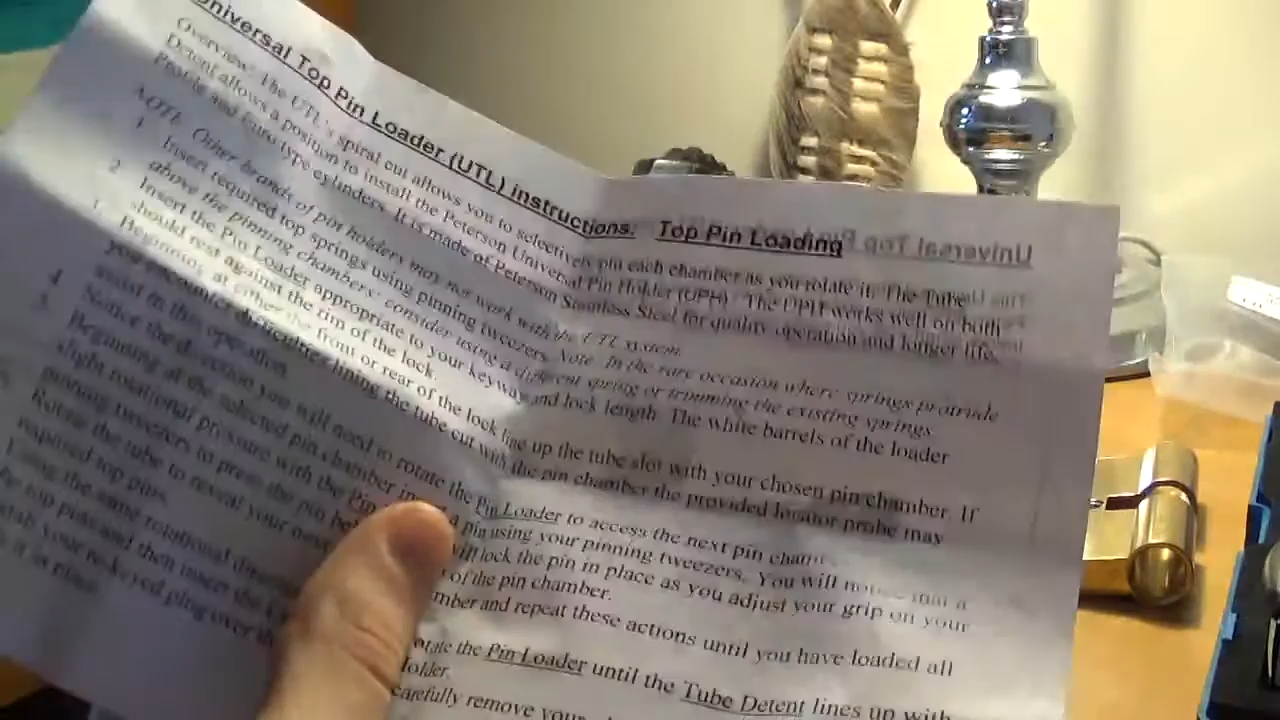 Universal Top Pin Loader (UTL) instructions: Top Pin Loading
Overview: The UTL's spiral cut allows you to selectively pin each chamber as you rotate it. The Tube
Detent allows a position to install the Peterson Universal Pin Holder (UPH). The UPH works well on both
Profile and Euro type cylinders. It is made of Peterson Stainless Steel for quality operation and longer life.
NOTE: Other brands of pin holders may not work with the UTL system.
1. Insert required top springs using pinning tweezers. Note: In the rare occasion where springs protrude
above the pinning chambers: consider using a different spring or trimming the existing springs.
2. Insert the Pin Loader appropriate to your keyway and lock length. The white barrels of the loader
should rest against the rim of the lock.
Beginning at either the front or rear of the lock line up the tube slot with your chosen pin chamber. If
you encounter difficulties lining the tube cut with the pin chamber the provided locator probe may
assist in this operation.
4. Notice the direction you will need to rotate the Pin Loader to access the next pin
Beginning at the selected pin chamber a pin using your pinning tweezers. You will that a
slight rotational pressure with the Pin will lock the pin in place as you adjust your grip on your
pinning tweezers to press the pin of the pin chamber.
Rotate the tube to reveal your and repeat these actions until you have loaded all
required top pins.
Using the same rotational the Pin Loader until the Tube Detent lines up with
the top pins and then insert the
carefully remove
your re-keyed plug over